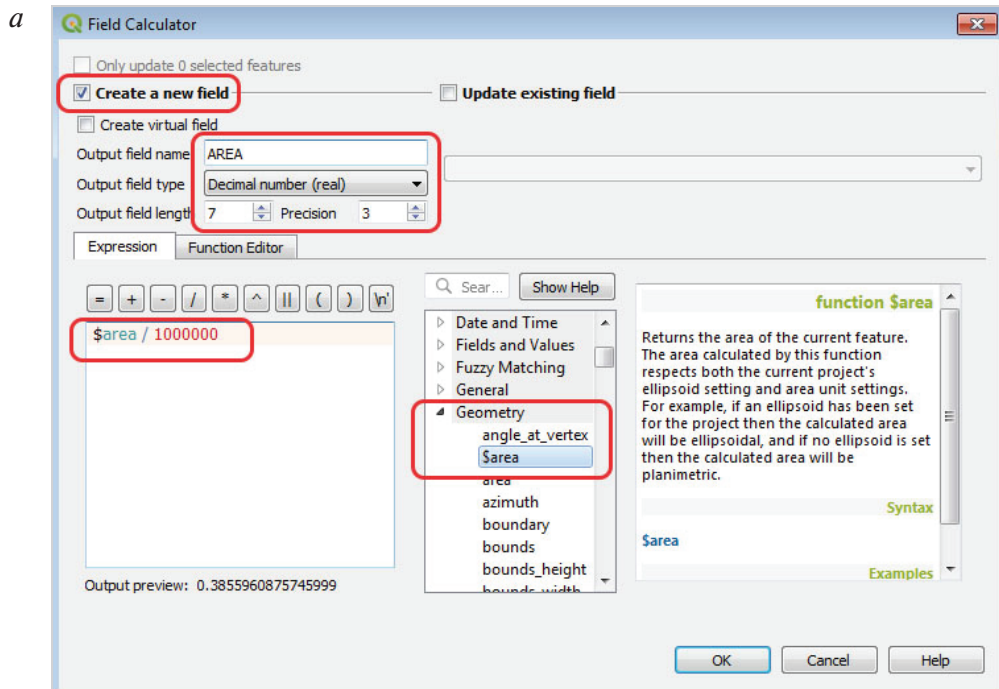 a
Field Calculator
Only update 0 selected features
Create a new field
Update existing field
Create virtual field
Output field name AREA
Output field type Decimal number (real)
Output field length 7 Precision 3
Expression Function Editor
= + - / * ^ || ( ) \n'
$area / 1000000
Output preview: 0.3855960875745999
Sear... Show Help
Date and Time
Fields and Values
Fuzzy Matching
General
Geometry
angle_at_vertex
$area
area
azimuth
boundary
bounds
bounds_height
bounds_width
function $area
Returns the area of the current feature.
The area calculated by this function
respects both the current project's
ellipsoid setting and area unit settings.
For example, if an ellipsoid has been set
for the project then the calculated area
will be ellipsoidal, and if no ellipsoid is set
then the calculated area will be
planimetric.
Syntax
$area
Examples
OK Cancel Help